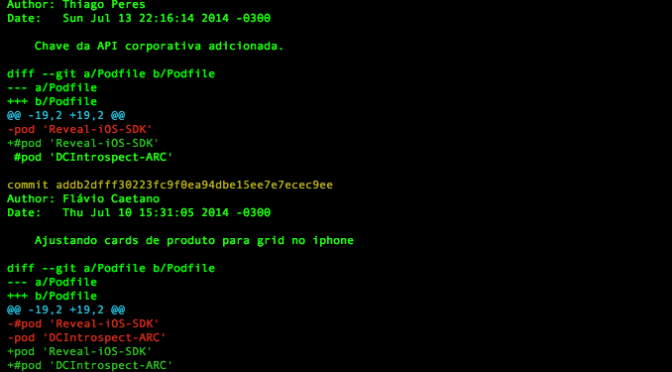 Author: Thiago Peres
Date:   Sun Jul 13 22:16:14 2014 -0300
Chave da API corporativa adicionada.
diff --git a/Podfile b/Podfile
--- a/Podfile
+++ b/Podfile
@@ -19,2 +19,2 @@
-pod 'Reveal-iOS-SDK'
+#pod 'Reveal-iOS-SDK'
 #pod 'DCIntrospect-ARC'
commit addb2dfff30223fc9f0ea94dbe15ee7e7ecec9ee
Author: Flávio Caetano
Date:   Thu Jul 10 15:31:05 2014 -0300
Ajustando cards de produto para grid no iphone
diff --git a/Podfile b/Podfile
--- a/Podfile
+++ b/Podfile
@@ -19,2 +19,2 @@
-#pod 'Reveal-iOS-SDK'
-pod 'DCIntrospect-ARC'
+pod 'Reveal-iOS-SDK'
+#pod 'DCIntrospect-ARC'